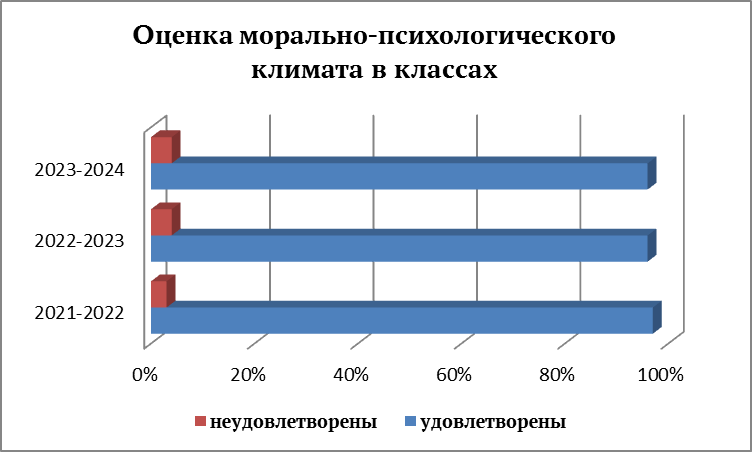 Оценка морально-психологического
климата в классах
2023-2024
2022-2023
2021-2022
0% 20% 40% 60% 80% 100%
неудовлетворены удовлетворены